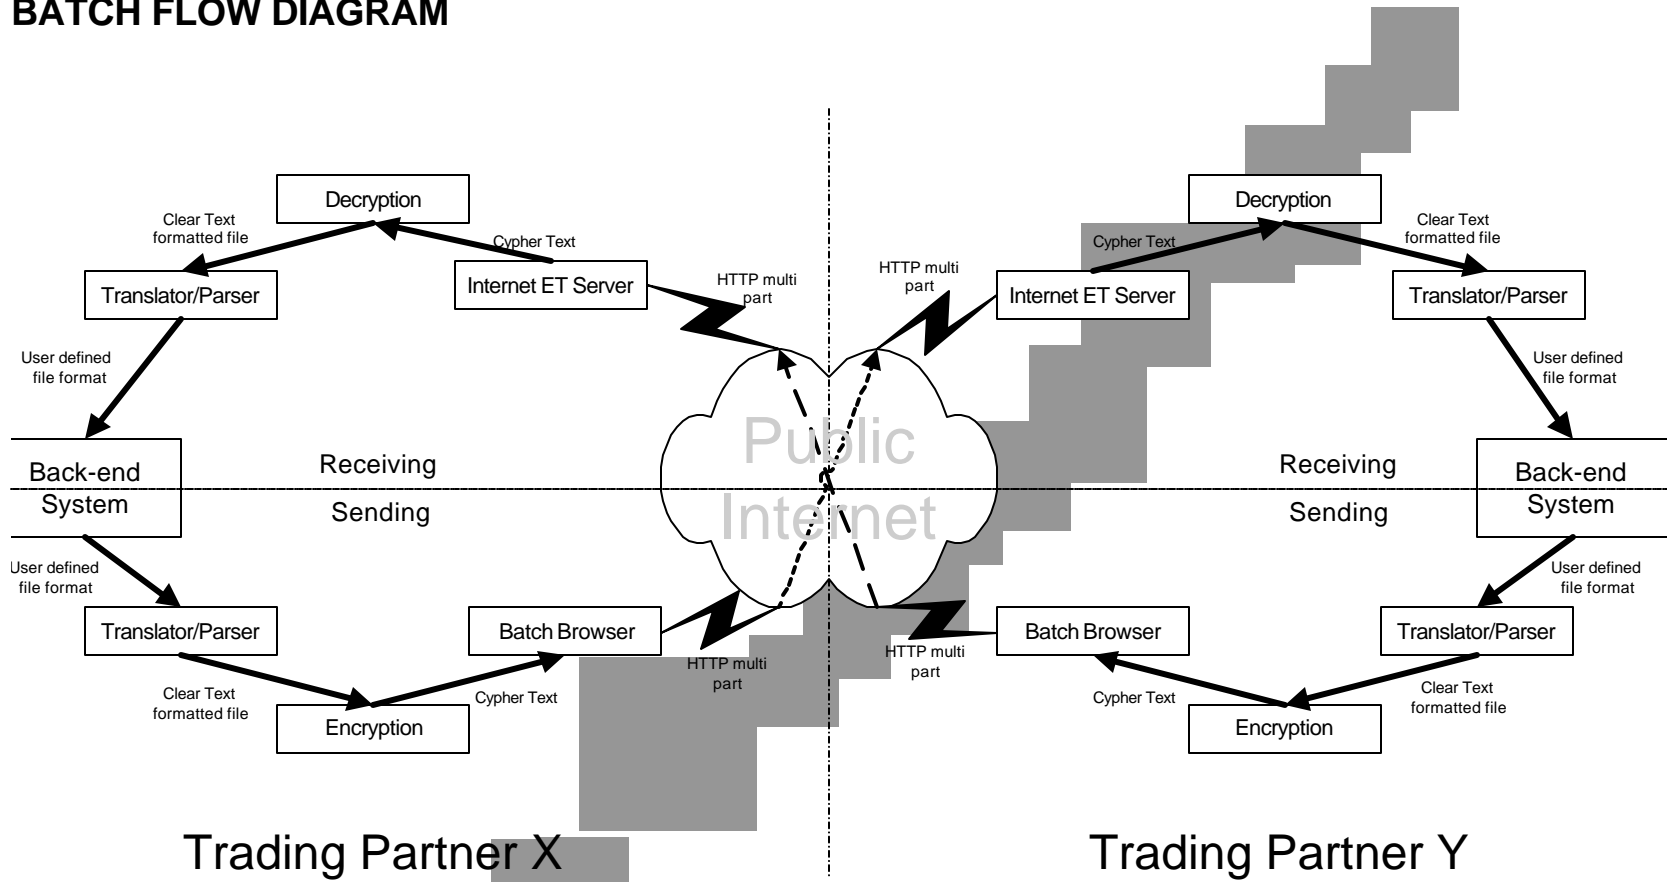 BATCH FLOW DIAGRAM
Decryption
Clear Text
formatted file
Cypher Text
Translator/Parser
Internet ET Server
HTTP multi
part
User defined
file format
Back-end
System
Receiving
Sending
User defined
file format
Translator/Parser
Batch Browser
HTTP multi
part
Clear Text
formatted file
Cypher Text
Encryption
Trading Partner X
Public
Internet
Decryption
Cypher Text
Clear Text
formatted file
HTTP multi
part
Internet ET Server
Translator/Parser
User defined
file format
Receiving
Sending
Back-end
System
User defined
file format
Batch Browser
Translator/Parser
HTTP multi
part
Cypher Text
Clear Text
formatted file
Encryption
Trading Partner Y